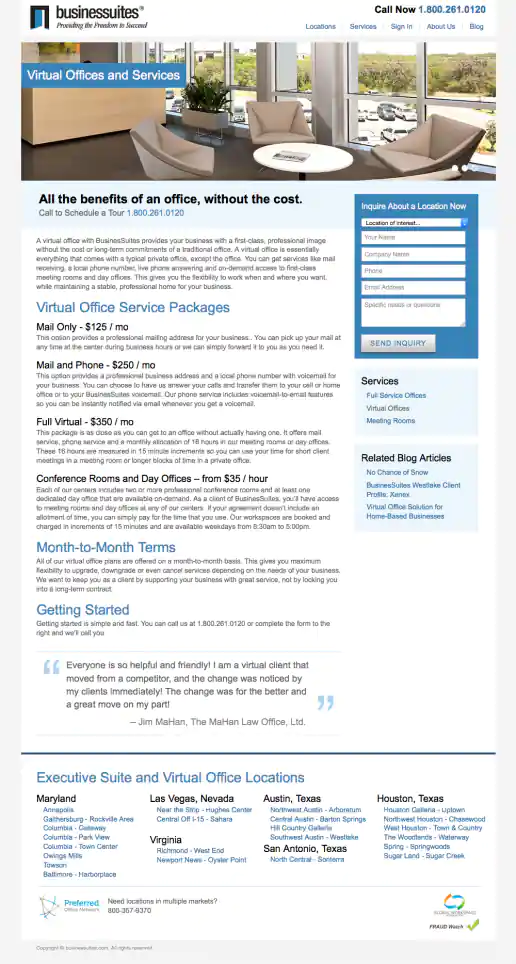 businessuites®
Providing the Freedom to Succeed
Call Now 1.800.261.0120
Locations
Services
Sign In
About Us
Blog
Virtual Offices and Services
All the benefits of an office, without the cost.
Call to Schedule a Tour 1.800.261.0120
A virtual office with BusinessSuites provides your business with a first-class, professional image
without the cost or long-term commitments of a traditional office. A virtual office is essentially
everything that comes with a typical private office, except the office. You can get services like mail
receiving, a local phone number, live phone answering and on-demand access to first-class
meeting rooms and day offices. This gives you the flexibility to work when and where you want,
while maintaining a stable, professional home for your business.
Virtual Office Service Packages
Mail Only - $125 / mo
This option provides a professional mailing address for your business.. You can pick up your mail at
any time at the center during business hours or we can simply forward it to you as you need it.
Mail and Phone - $250 / mo
This option provides a professional business address and a local phone number with voicemail for
your business. You can choose to have us answer your calls and transfer them to your cell or home
office or to your BusinesSuites voicemail. Our phone service includes voicemail-to-email features
so you can be instantly notified via email whenever you get a voicemail.
Full Virtual - $350 / mo
This package is as close as you can get to an office without actually having one. It offers mail
service, phone service and a monthly allocation of 16 hours in our meeting rooms or day offices.
These 16 hours are measured in 15 minute increments so you can use your time for short client
meetings in a meeting room or longer blocks of time in a private office.
Conference Rooms and Day Offices – from $35 / hour
Each of our centers includes two or more professional conference rooms and at least one
dedicated day office that are available on-demand. As a client of BusinesSuites, you'll have access
to meeting rooms and day offices at any of our centers. If your agreement doesn't include an
allotment of time, you can simply pay for the time that you use. Our workspaces are booked and
charged in increments of 15 minutes and are available weekdays from 8:30am to 5:00pm.
Month-to-Month Terms
All of our virtual office plans are offered on a month-to-month basis. This gives you maximum
flexibility to upgrade, downgrade or even cancel services depending on the needs of your business.
We want to keep you as a client by supporting your business with great service, not by locking you
into a long-term contract.
Getting Started
Getting started is simple and fast. You can call us at 1.800.261.0120 or complete the form to the
right and we'll call you
“ Everyone is so helpful and friendly! I am a virtual client that
moved from a competitor, and the change was noticed by
my clients immediately! The change was for the better and
a great move on my part! ”
– Jim MaHan, The MaHan Law Office, Ltd.
Inquire About a Location Now
Location of interest...
Your Name
Company Name
Phone
Email Address
Specific needs or questions
SEND INQUIRY
Services
Full Service Offices
Virtual Offices
Meeting Rooms
Related Blog Articles
No Chance of Snow
BusinesSuites Westlake Client
Profits: Xenex
Virtual Office Solution for
Home-Based Businesses
Executive Suite and Virtual Office Locations
Maryland
Annapolis
Gaithersburg - Rockville Area
Columbia - Gateway
Columbia - Park View
Columbia - Town Center
Owings Mills
Towson
Baltimore - Harborplace
Las Vegas, Nevada
Near the Strip - Hughes Center
Central Off I-15 - Sahara
Virginia
Richmond - West End
Newport News - Oyster Point
Austin, Texas
Northwest Austin - Arboretum
Central Austin - Barton Springs
Hill Country Galleria
Southwest Austin - Westlake
San Antonio, Texas
North Central - Sonterra
Houston, Texas
Houston Galleria - Uptown
Northwest Houston - Chasewood
West Houston - Town & Country
The Woodlands - Waterway
Spring - Springwoods
Sugar Land - Sugar Creek
Preferred
Office Network
Need locations in multiple markets?
800-357-9370
GLOBAL WORKSPACE
FRAUD Watch
Copyright © businessuites.com. All rights reserved